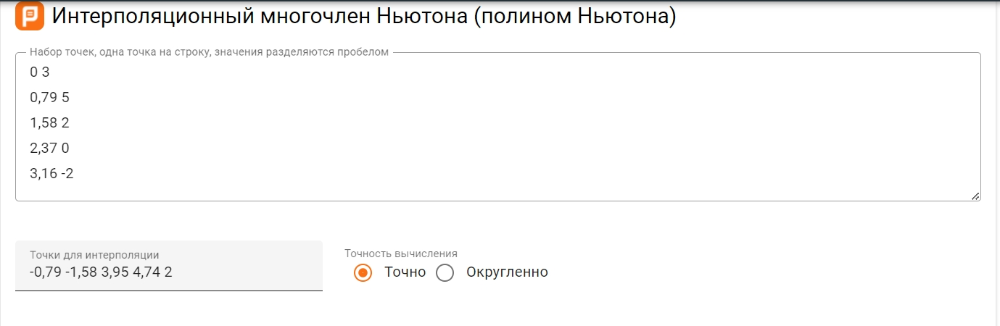 Интерполяционный многочлен Ньютона (полином Ньютона)
Набор точек, одна точка на строку, значения разделяются пробелом
0 3
0,79 5
1,58 2
2,37 0
3,16 -2
Точки для интерполяции
-0,79 -1,58 3,95 4,74 2
Точность вычисления
Точно Округленно